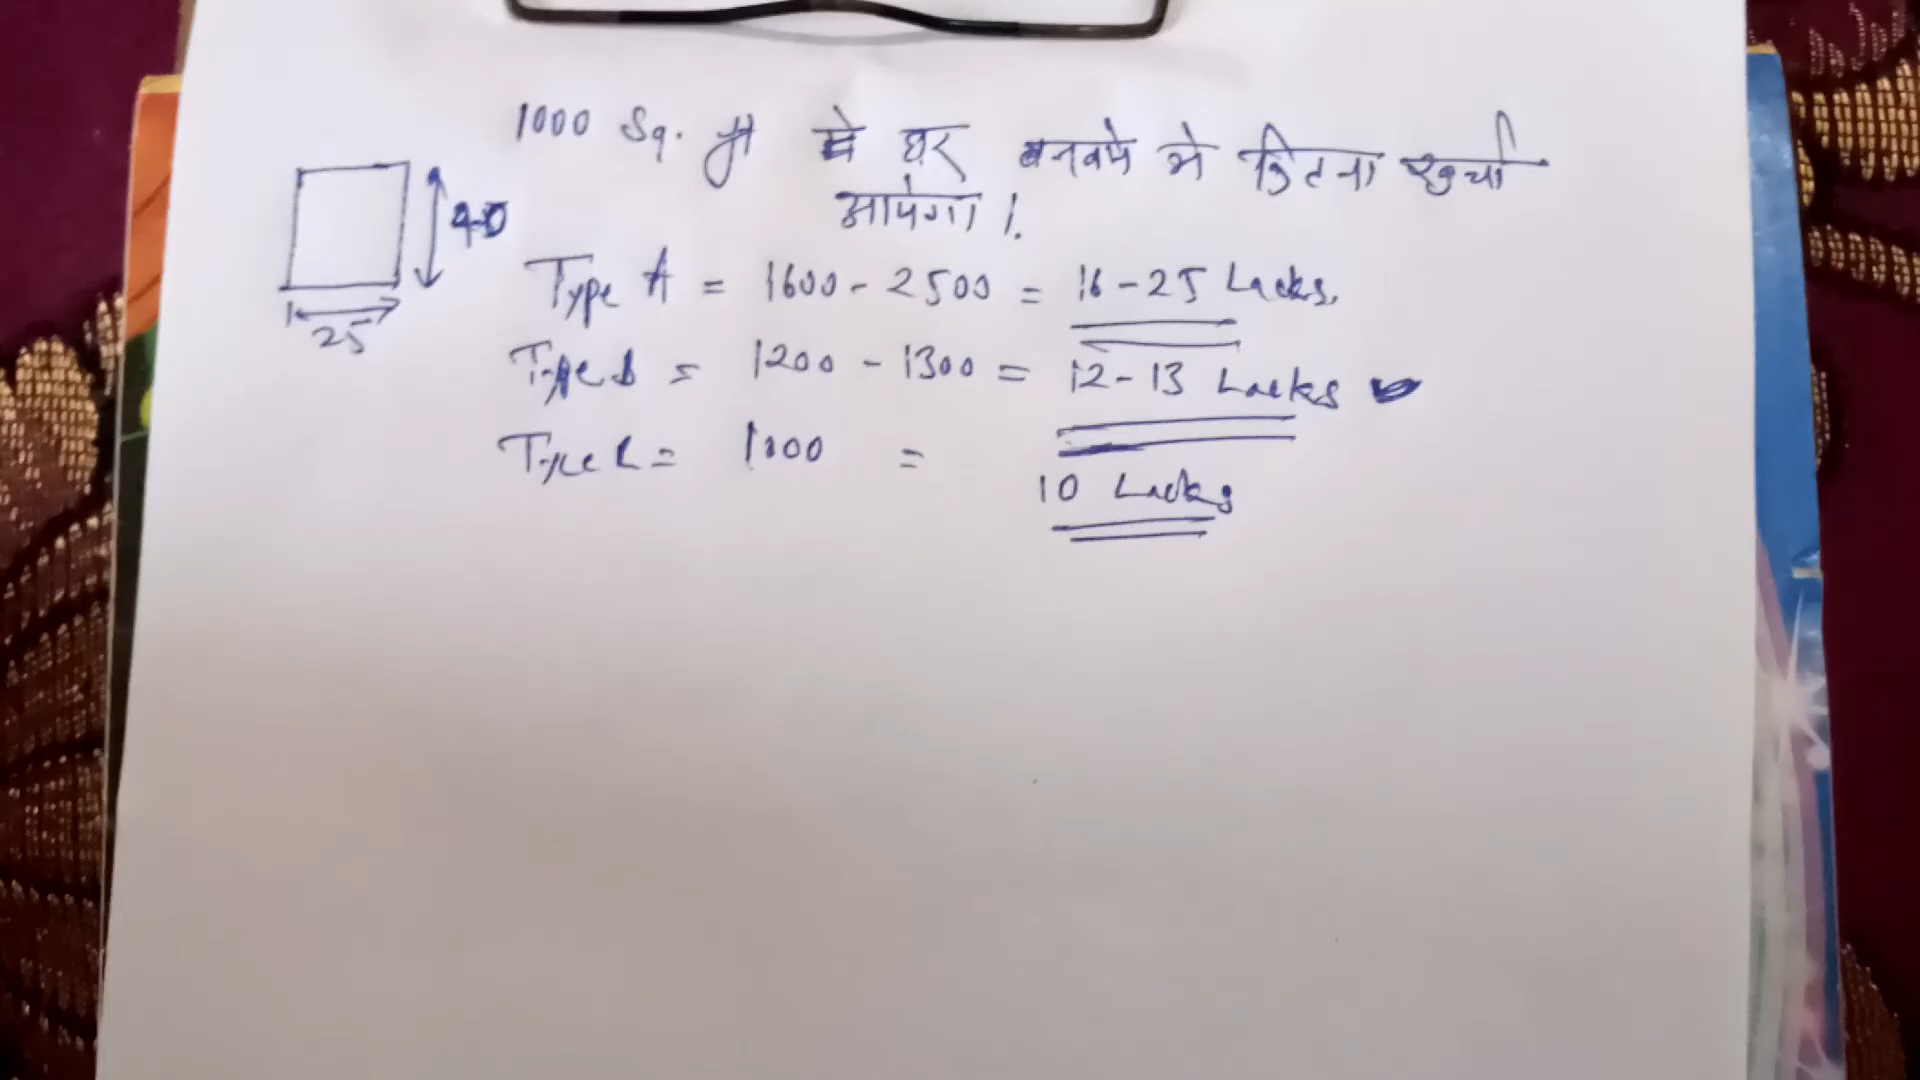 1000 Sq. ft में घर बनवाने मे कितना खर्चा
आयेगा।
40
25
Type A = 1600 - 2500 = 16 - 25 Lacks.
Type B = 1200 - 1300 = 12 - 13 Lacks
Type C = 1000 =
10 Lacks